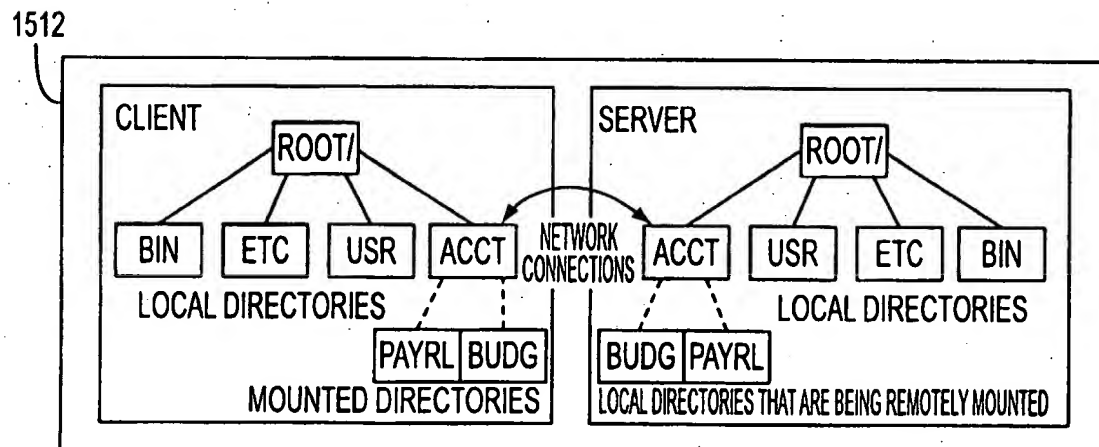 1512
CLIENT
ROOT/
BIN
ETC
USR
ACCT
LOCAL DIRECTORIES
PAYRL
BUDG
MOUNTED DIRECTORIES
NETWORK
CONNECTIONS
SERVER
ROOT/
ACCT
USR
ETC
BIN
LOCAL DIRECTORIES
BUDG
PAYRL
LOCAL DIRECTORIES THAT ARE BEING REMOTELY MOUNTED